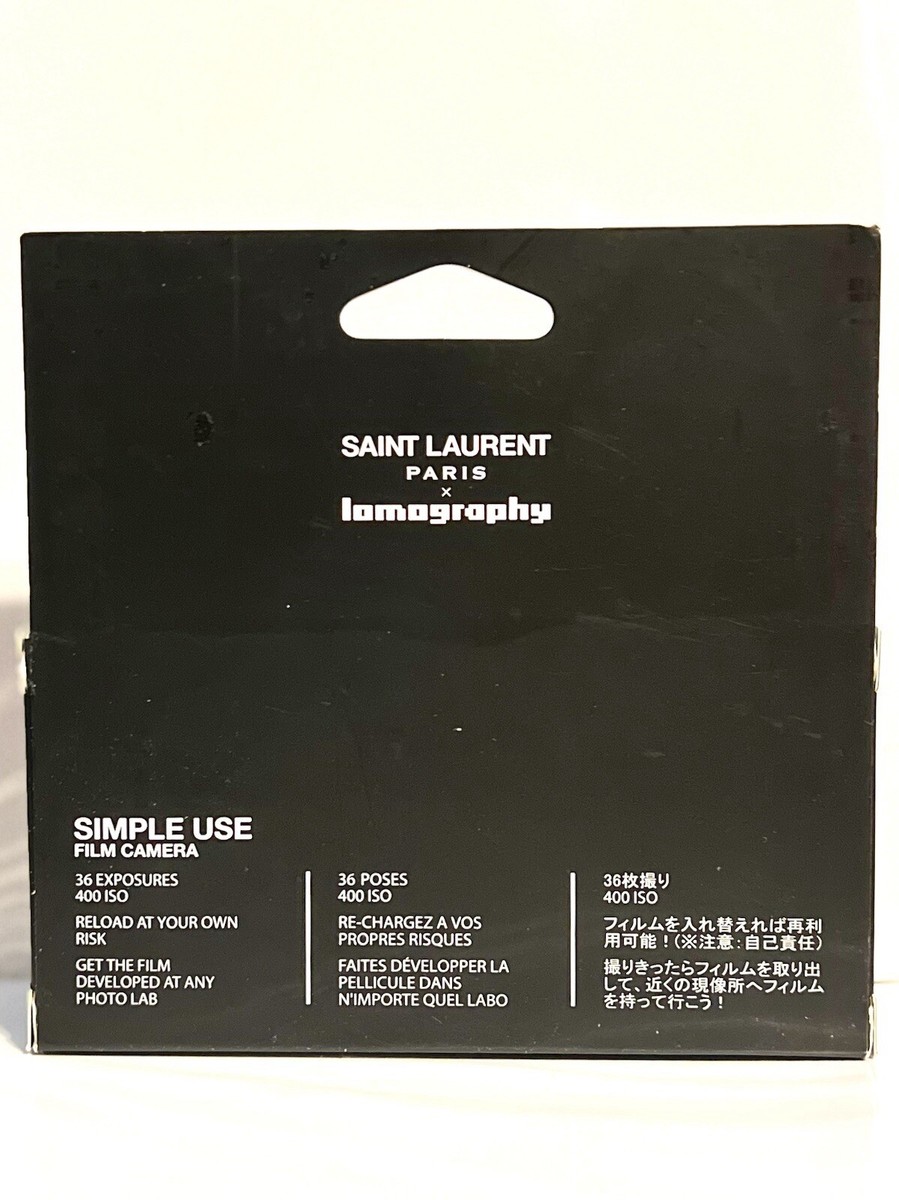 SAINT LAURENT
PARIS
×
lomography
SIMPLE USE
FILM CAMERA
36 EXPOSURES
400 ISO
RELOAD AT YOUR OWN
RISK
GET THE FILM
DEVELOPED AT ANY
PHOTO LAB
36 POSES
400 ISO
RE-CHARGEZ A VOS
PROPRES RISQUES
FAITES DÉVELOPPER LA
PELLICULE DANS
N'IMPORTE QUEL LABO
36枚撮り
400 ISO
フィルムを入れ替えれば再利
用可能！(※注意：自己責任)
撮りきったらフィルムを取り出
して、近くの現像所へフィルム
を持って行こう！